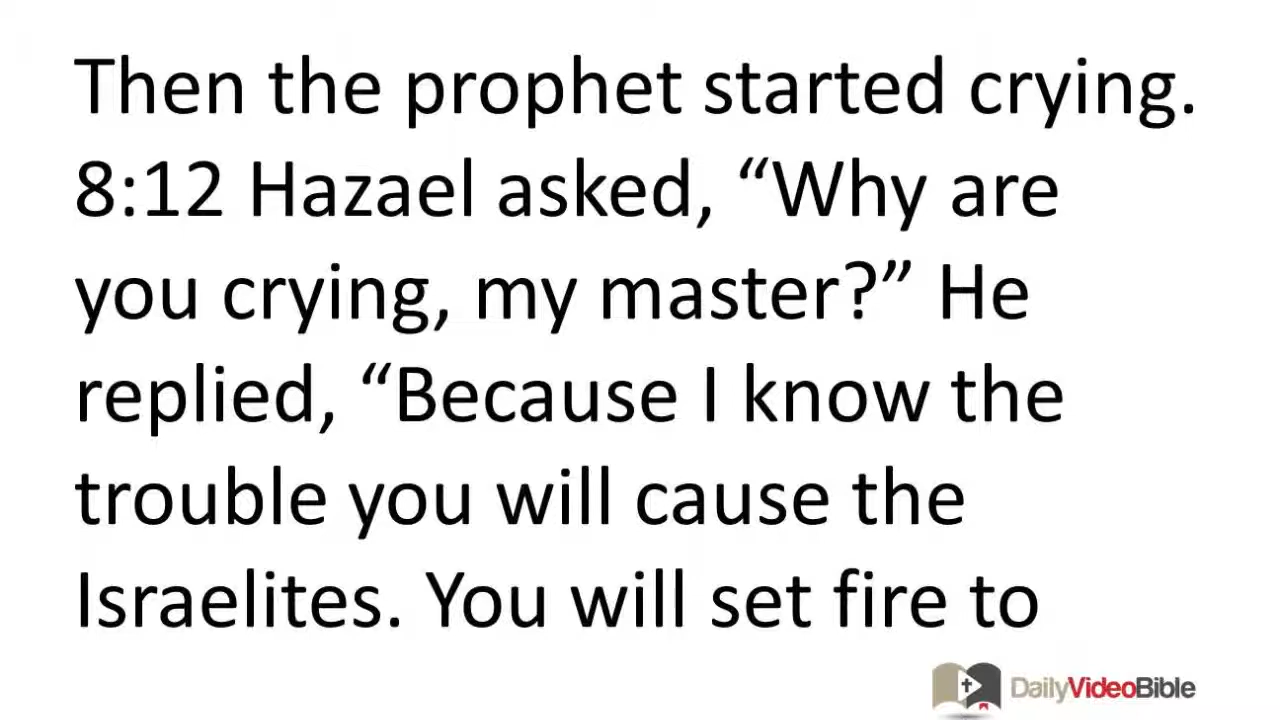 Then the prophet started crying.
8:12 Hazael asked, “Why are
you crying, my master?” He
replied, “Because I know the
trouble you will cause the
Israelites. You will set fire to
DailyVideoBible